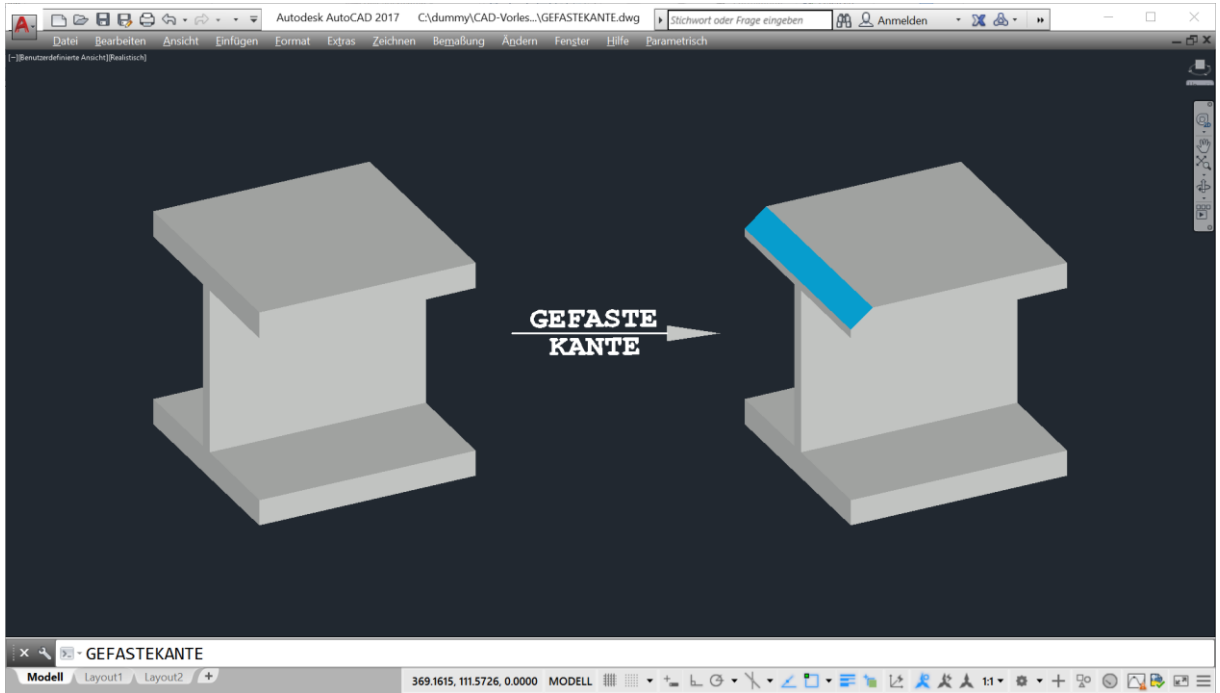 Autodesk AutoCAD 2017 C:\dummy\CAD-Vorles...\GEFASTEKANTE.dwg Stichwort oder Frage eingeben Anmelden
Datei Bearbeiten Ansicht Einfügen Format Extras Zeichnen Bemaßung Ändern Fenster Hilfe Parametrisch
[−][Benutzerdefinierte Ansicht][Realistisch]
GEFASTE
KANTE
GEFASTEKANTE
Modell Layout1 Layout2 +
369.1615, 111.5726, 0.0000 MODELL 1:1